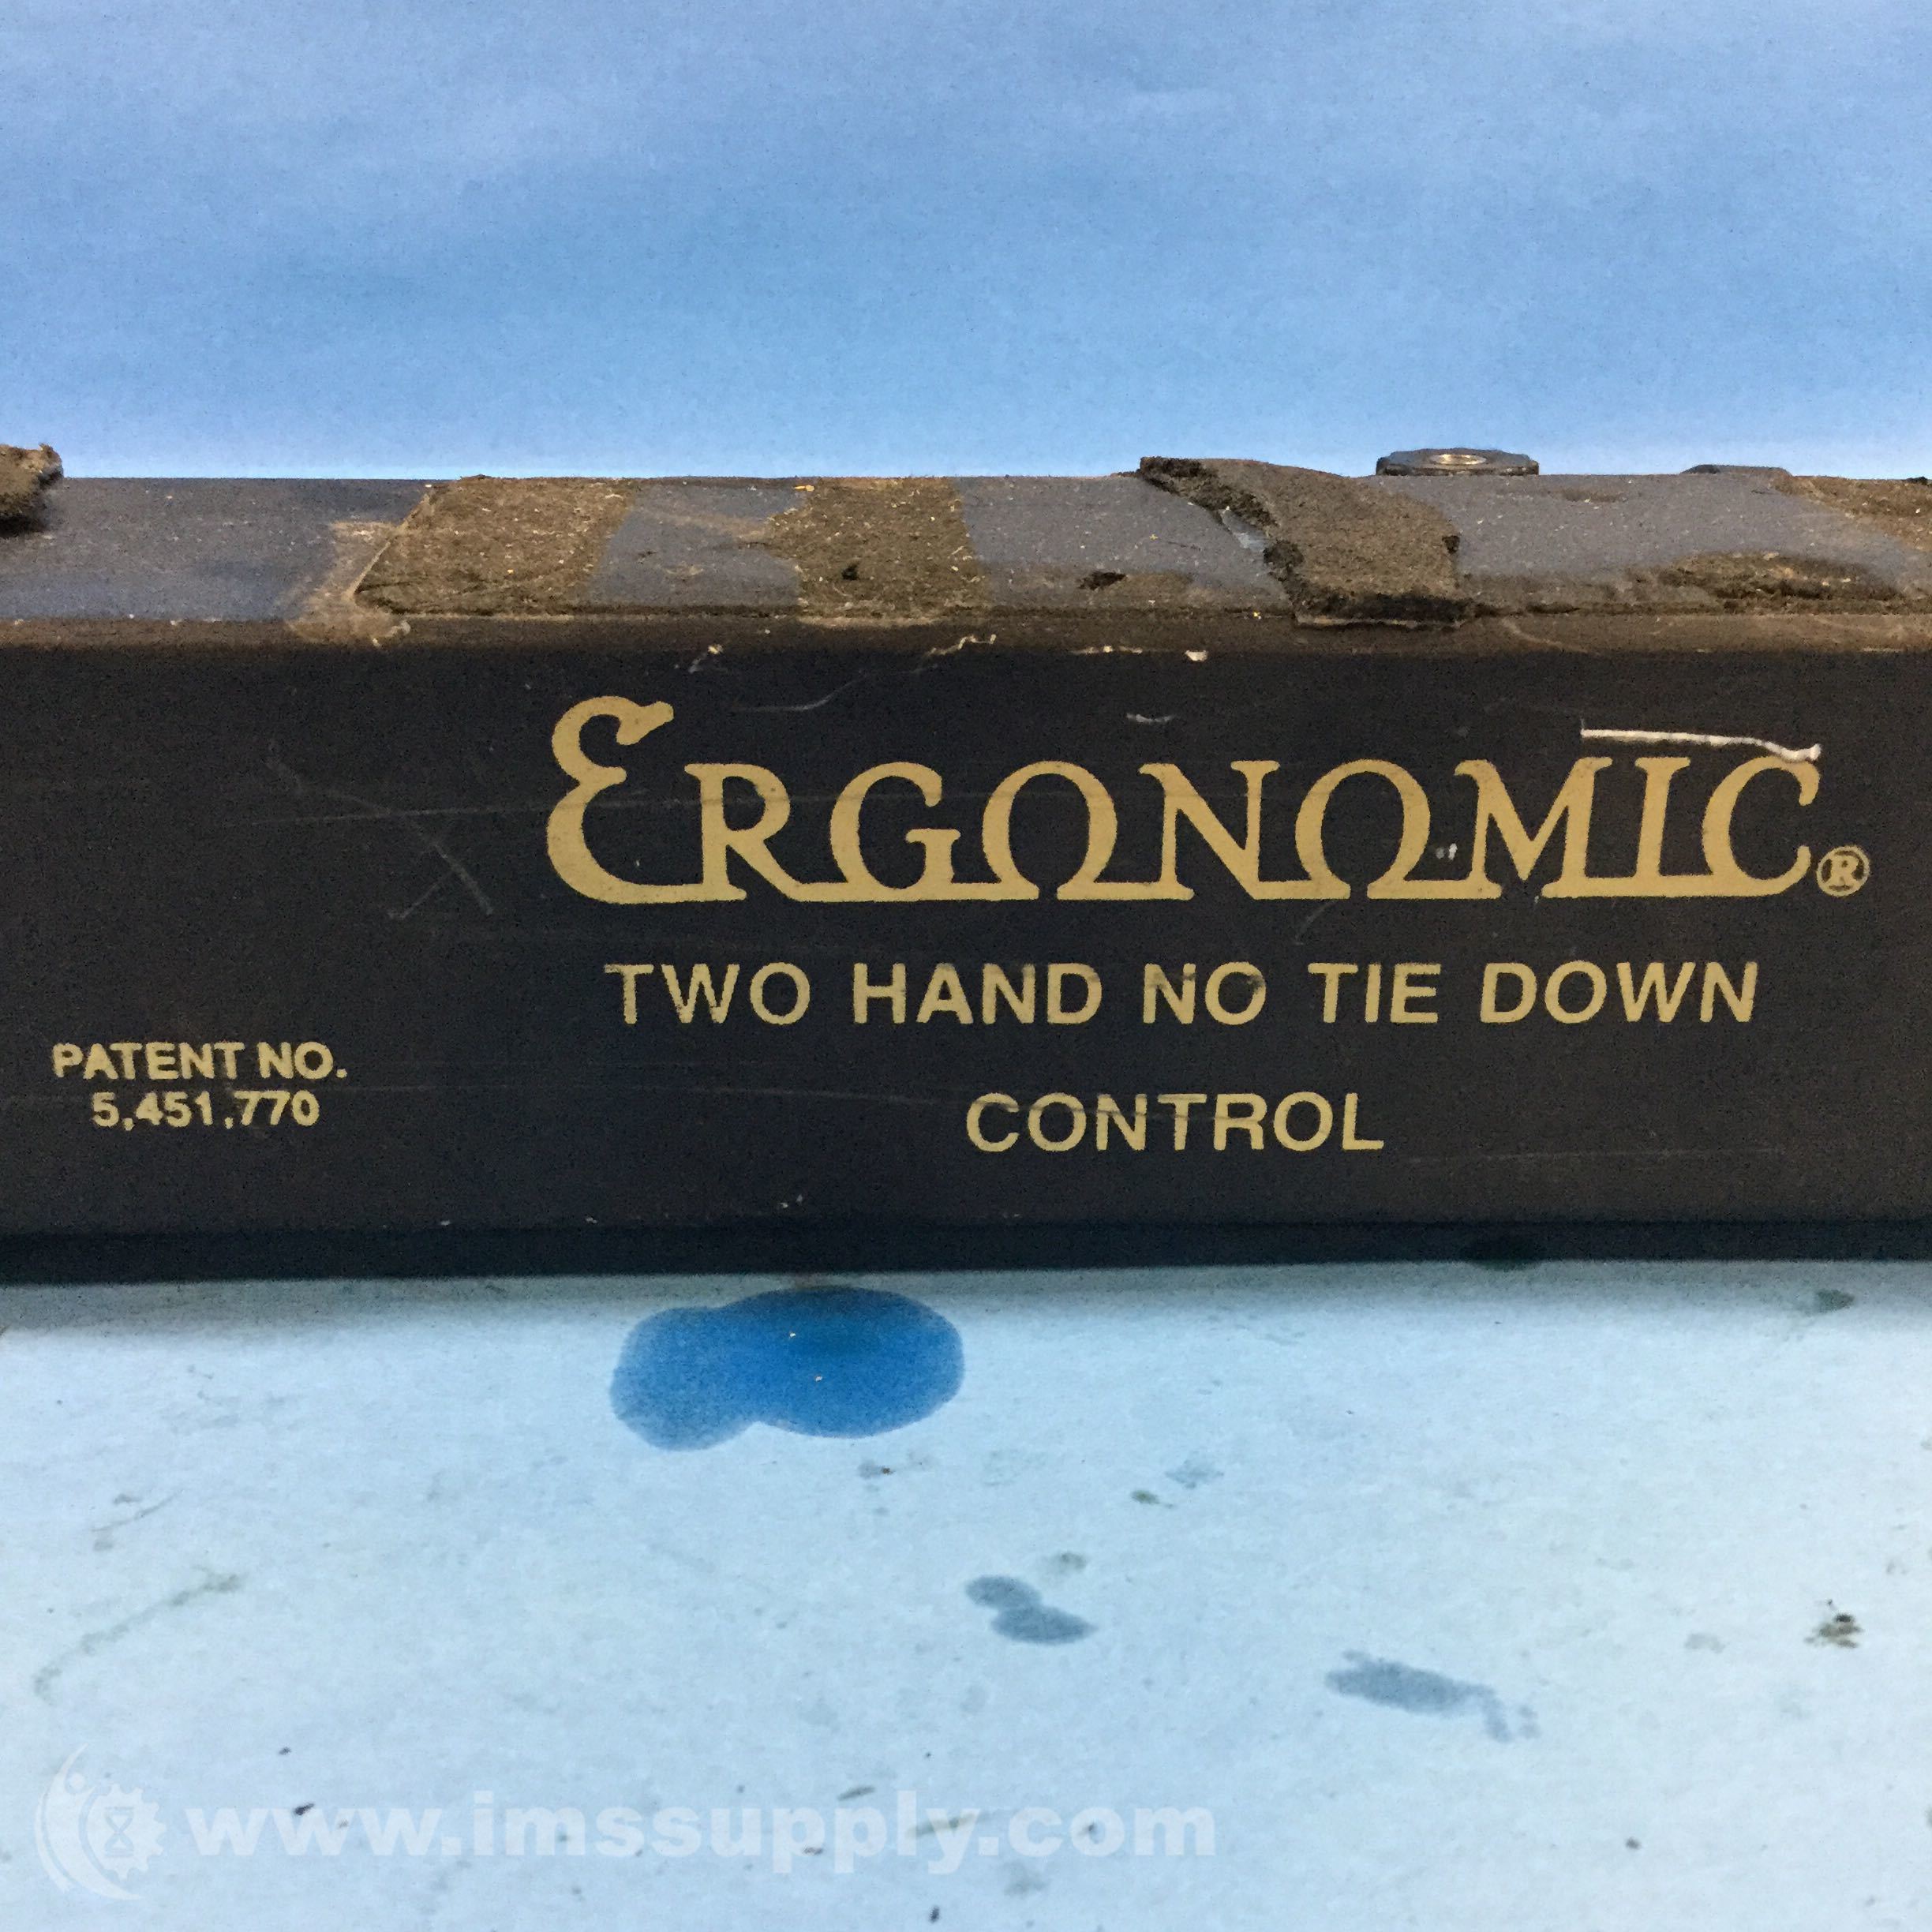 ERGONOMIC®
TWO HAND NO TIE DOWN
CONTROL
PATENT NO.
5,451,770
www.imssupply.com